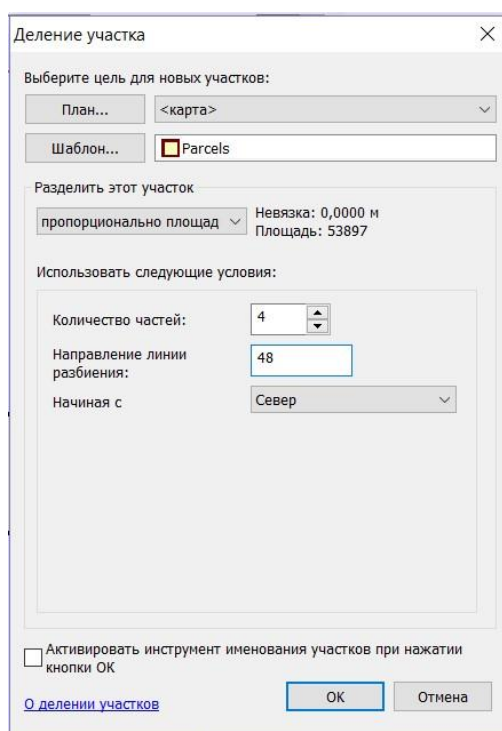 Деление участка
Выберите цель для новых участков:
План... <карта>
Шаблон... Parcels
Разделить этот участок
пропорционально площад Невязка: 0,0000 м
Площадь: 53897
Использовать следующие условия:
Количество частей: 4
Направление линии
разбиения: 48
Начиная с Север
Активировать инструмент именования участков при нажатии
кнопки ОК
О делении участков ОК Отмена